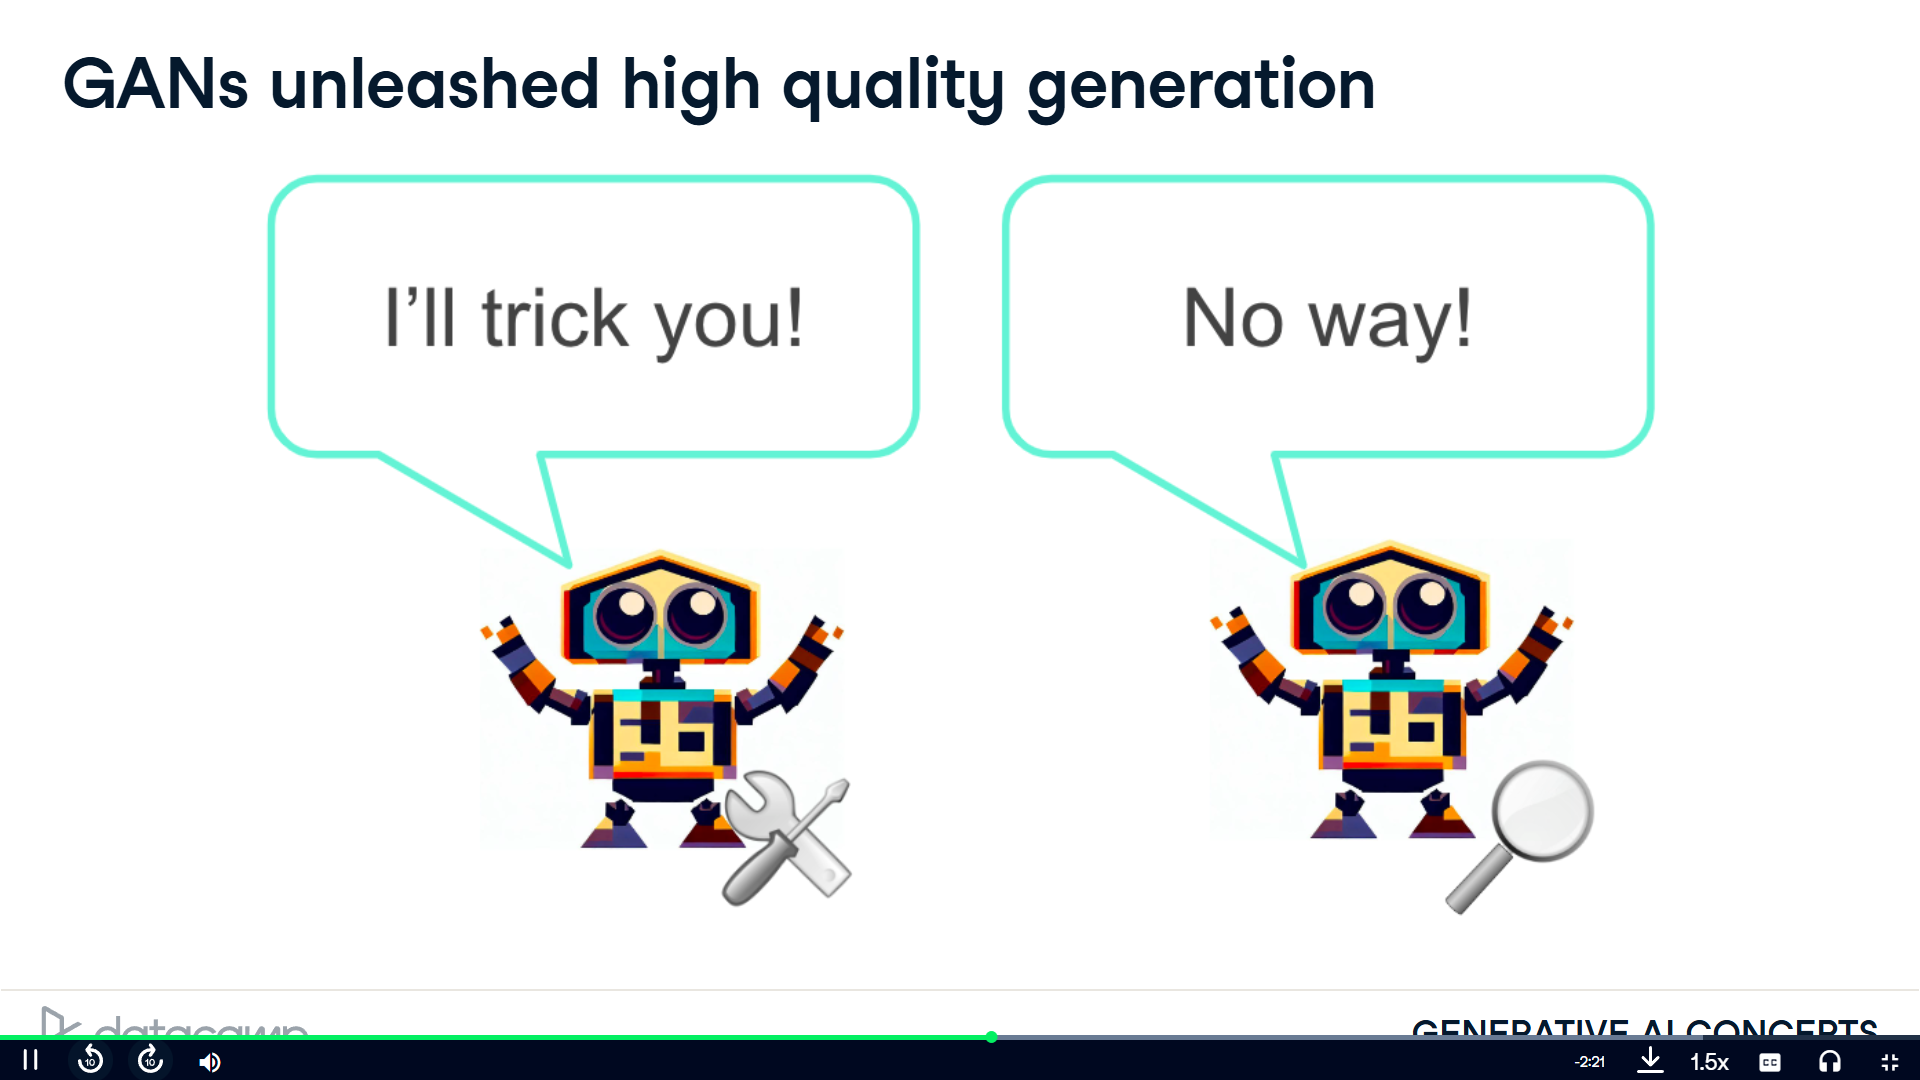 GANs unleashed high quality generation
I’ll trick you!
No way!
datacamp
GENERATIVE AI CONCEPTS
10
10
-2:21
1.5x
CC